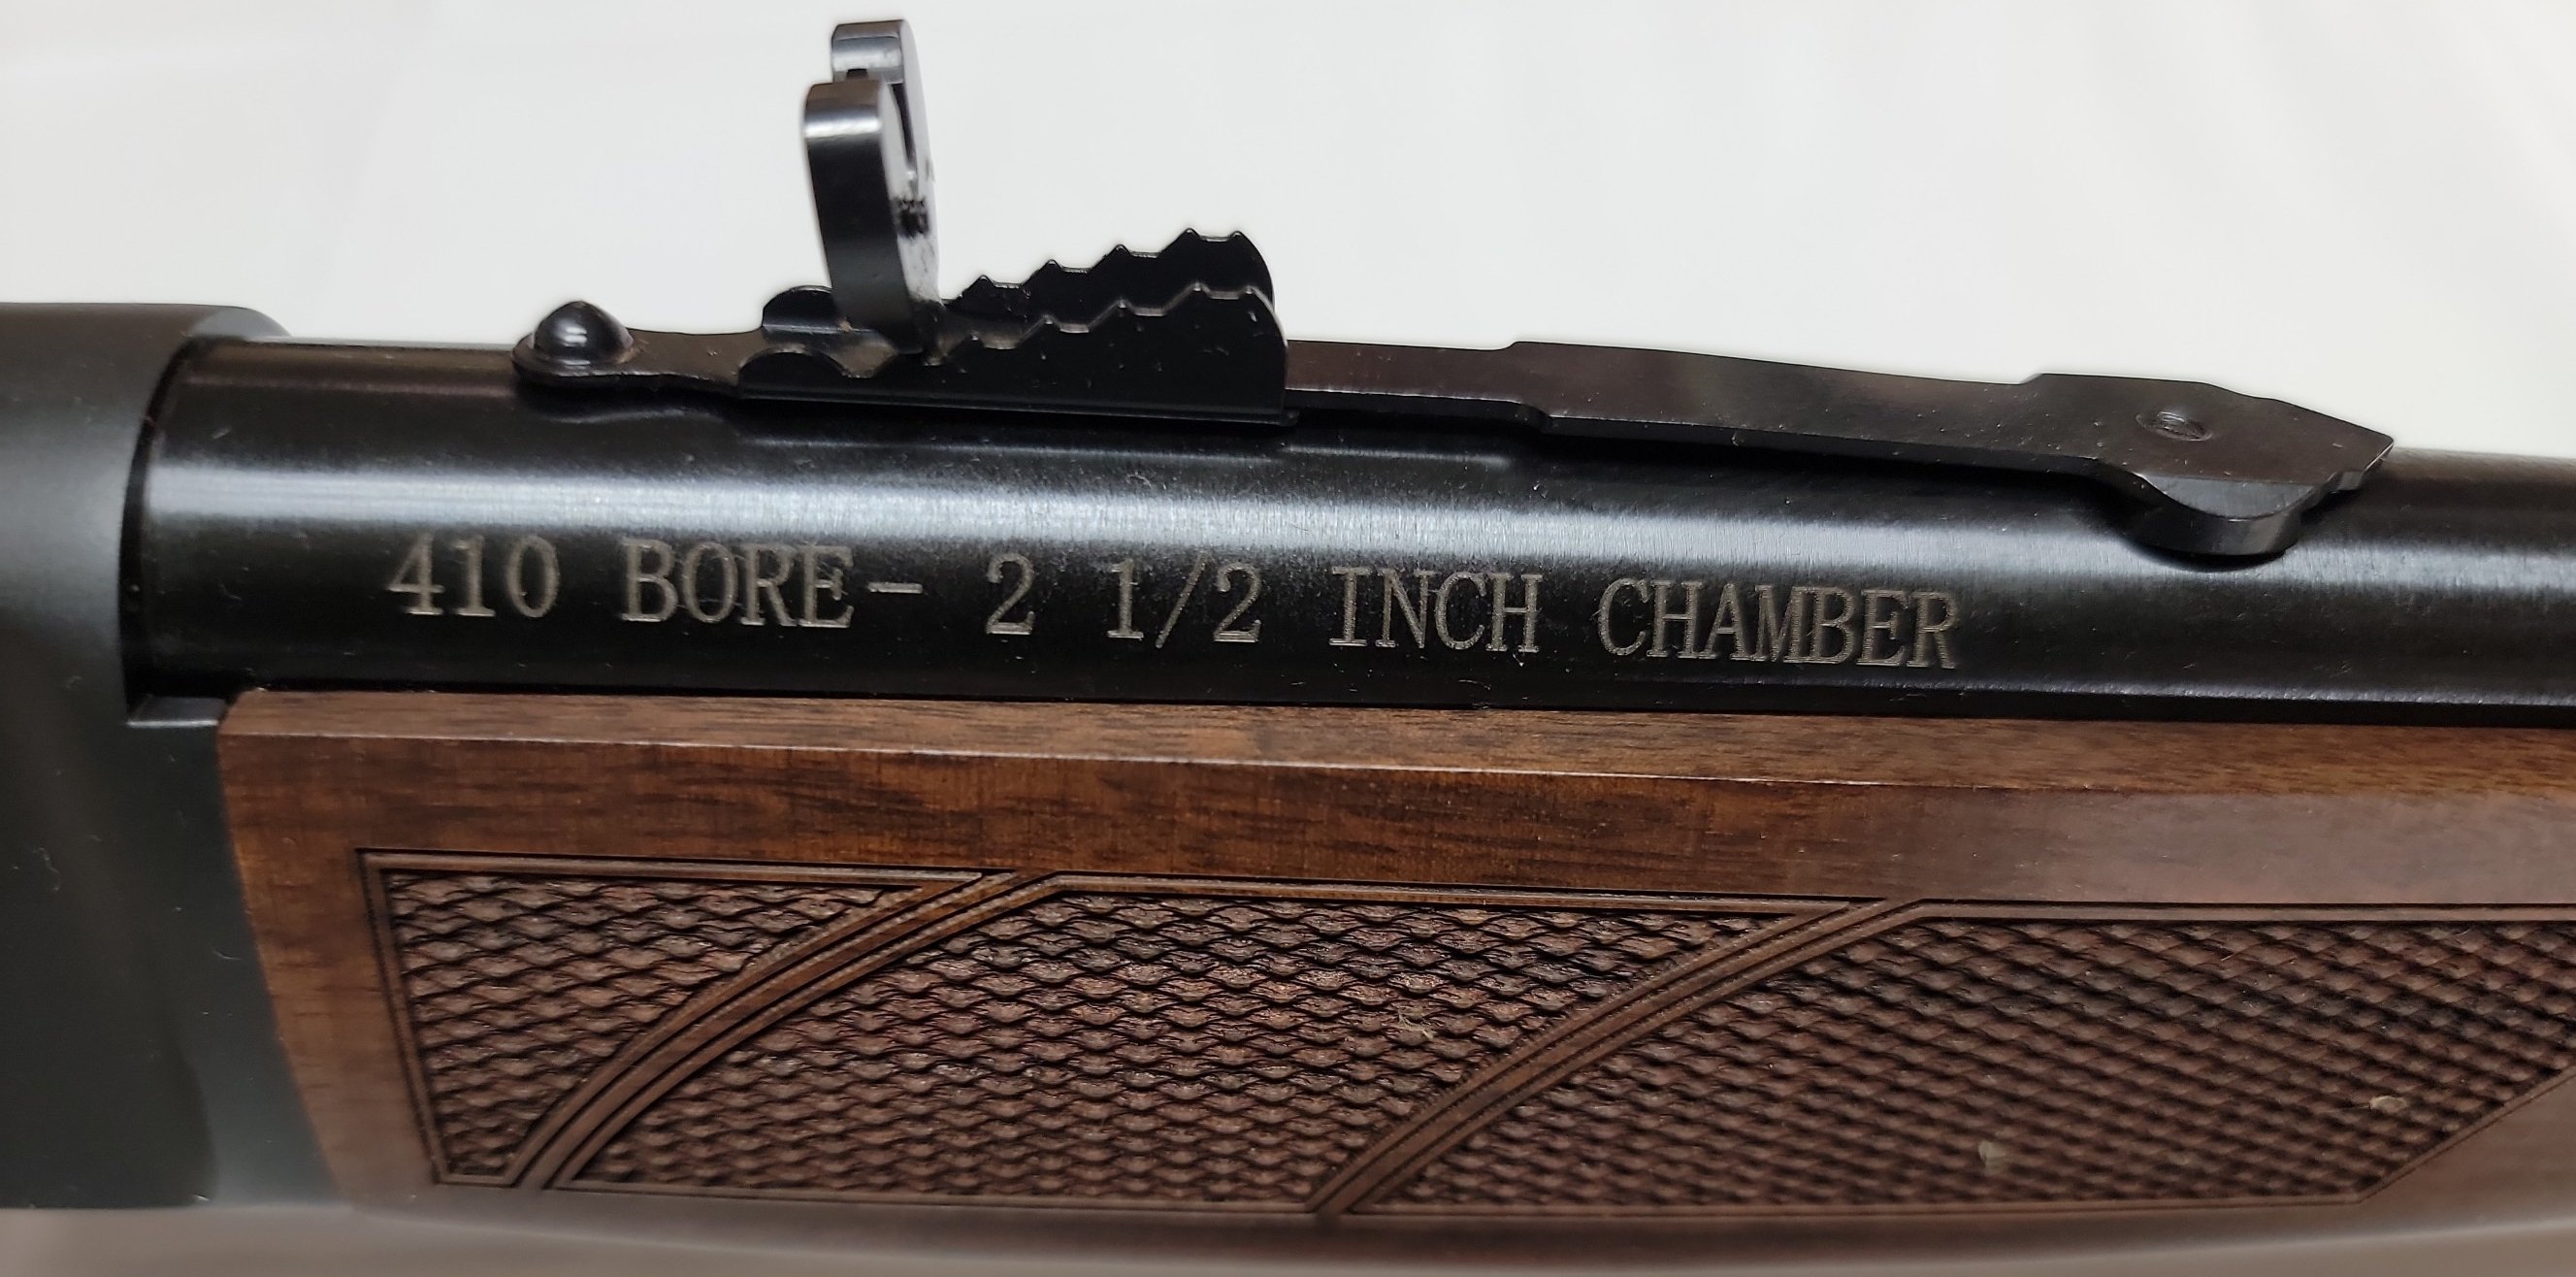 410 BORE- 2 1/2 INCH CHAMBER